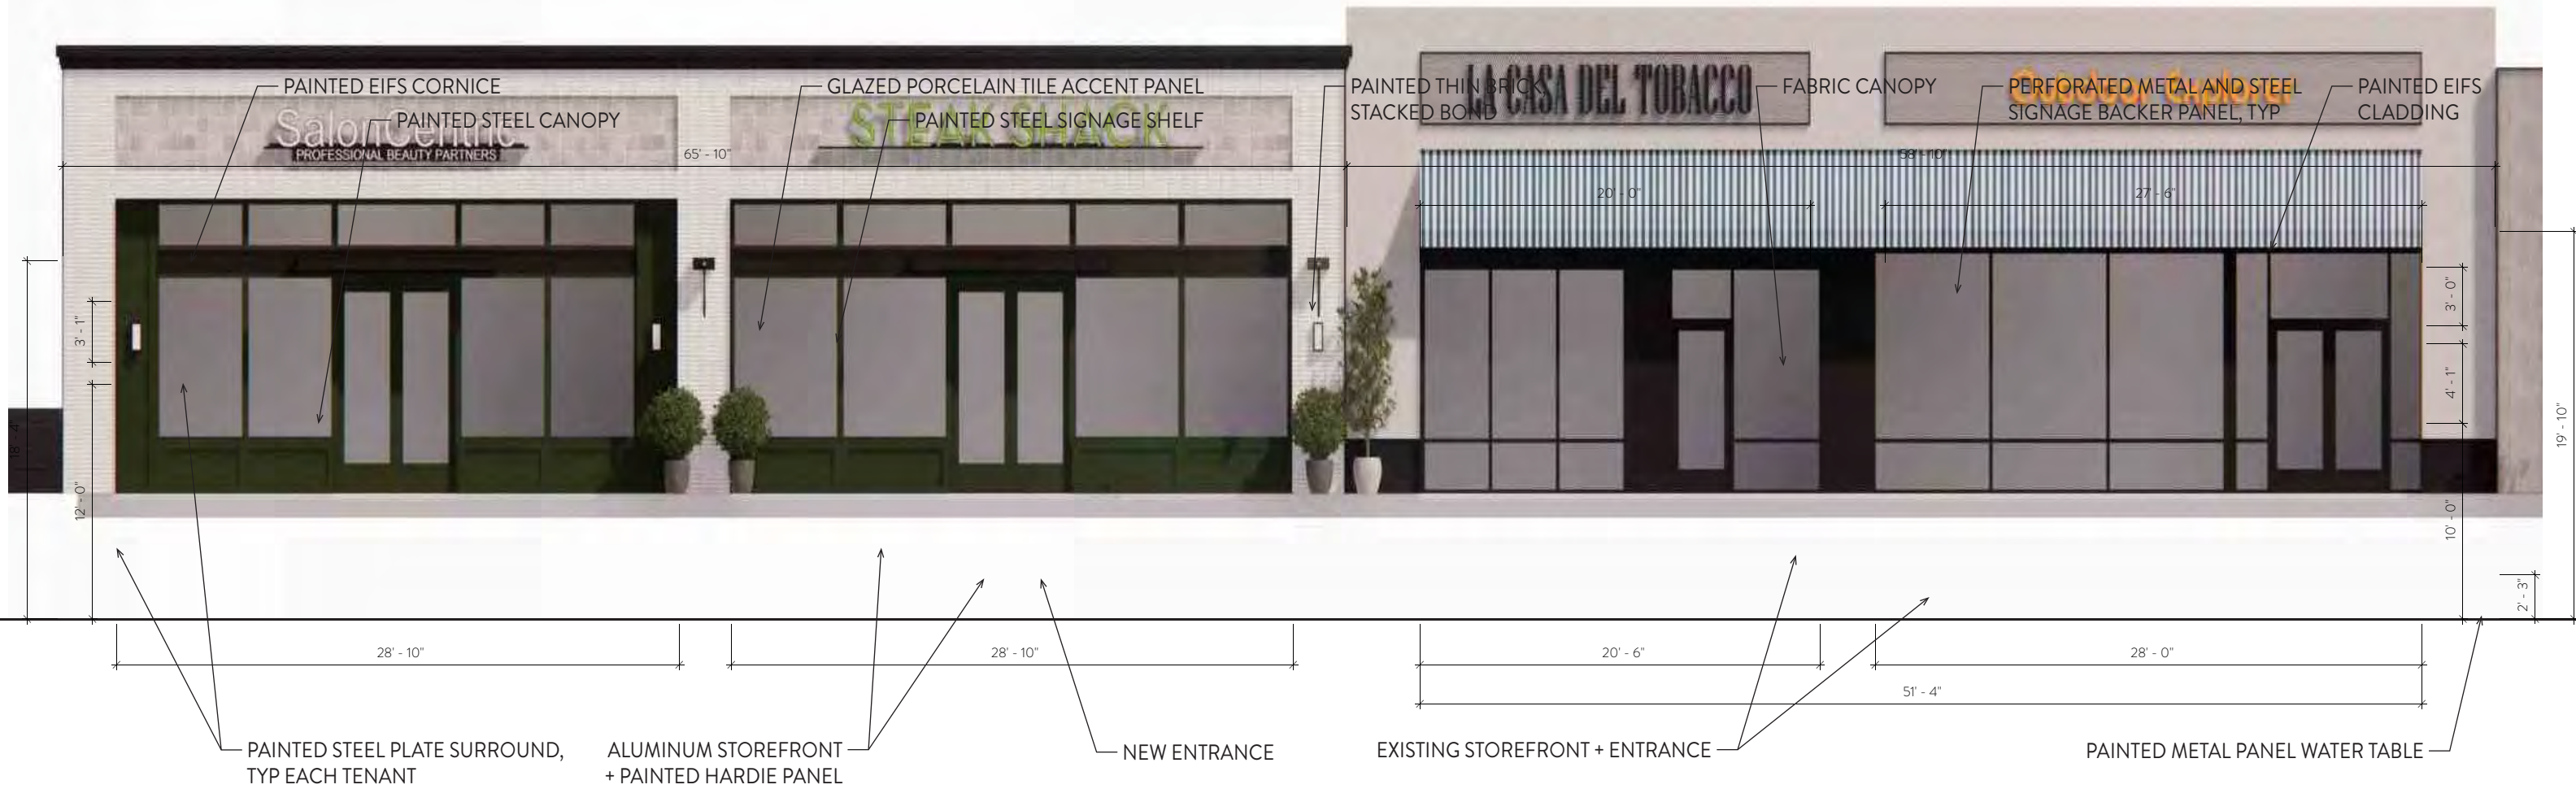 PAINTED EIFS CORNICE
GLAZED PORCELAIN TILE ACCENT PANEL
PAINTED THIN BRICK,
STACKED BOND
LA CASA DEL TOBACCO
FABRIC CANOPY
Outdoor Explorer
PERFORATED METAL AND STEEL
SIGNAGE BACKER PANEL, TYP
PAINTED EIFS
CLADDING
SalonCentric
PROFESSIONAL BEAUTY PARTNERS
PAINTED STEEL CANOPY
STEAK SHACK
PAINTED STEEL SIGNAGE SHELF
65' - 10"
58' - 10"
20' - 0"
27' - 6"
3' - 1"
12' - 0"
3' - 0"
4' - 1"
10' - 0"
19' - 10"
2' - 3"
28' - 10"
28' - 10"
20' - 6"
28' - 0"
51' - 4"
PAINTED STEEL PLATE SURROUND,
TYP EACH TENANT
ALUMINUM STOREFRONT
+ PAINTED HARDIE PANEL
NEW ENTRANCE
EXISTING STOREFRONT + ENTRANCE
PAINTED METAL PANEL WATER TABLE